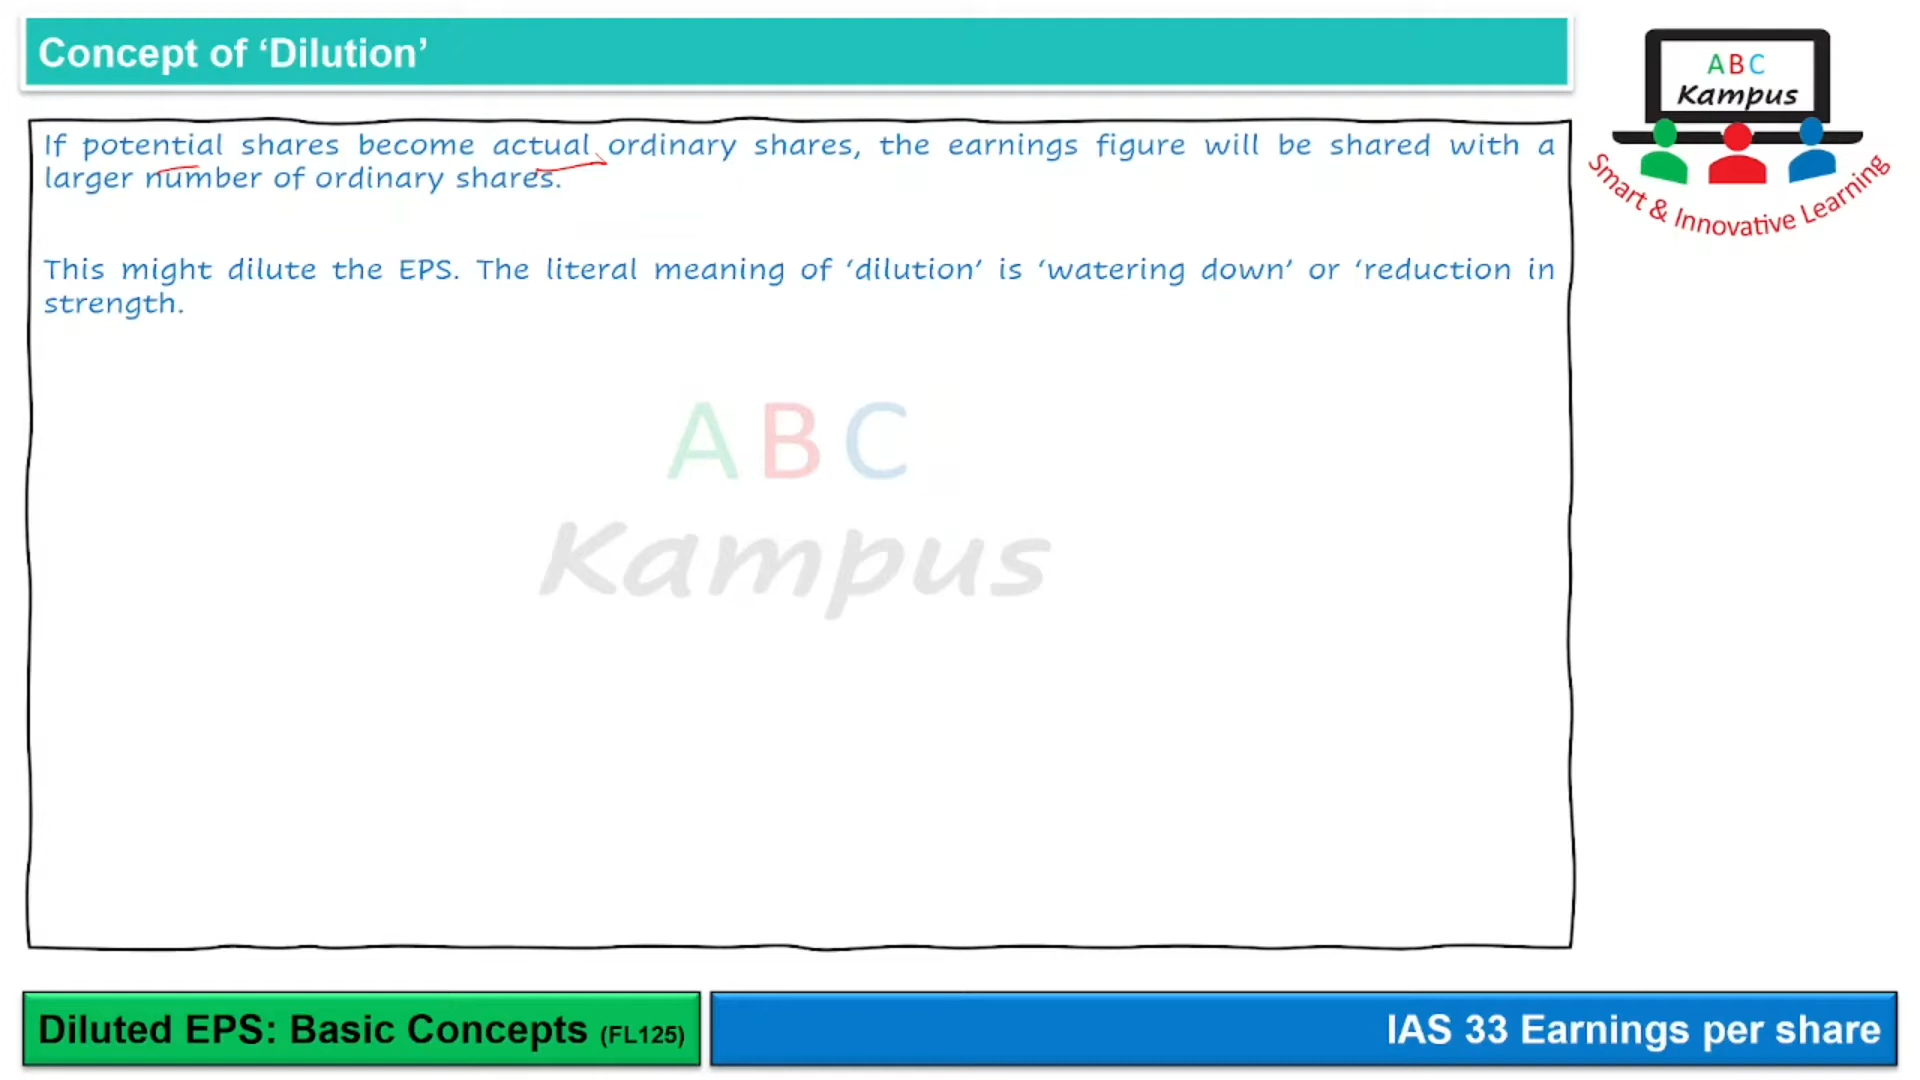 Concept of ‘Dilution’
ABC
Kampus
Smart & Innovative Learning
If potential shares become actual ordinary shares, the earnings figure will be shared with a
larger number of ordinary shares.
This might dilute the EPS. The literal meaning of ‘dilution’ is ‘watering down’ or ‘reduction in
strength.
ABC
Kampus
Diluted EPS: Basic Concepts (FL125)
IAS 33 Earnings per share